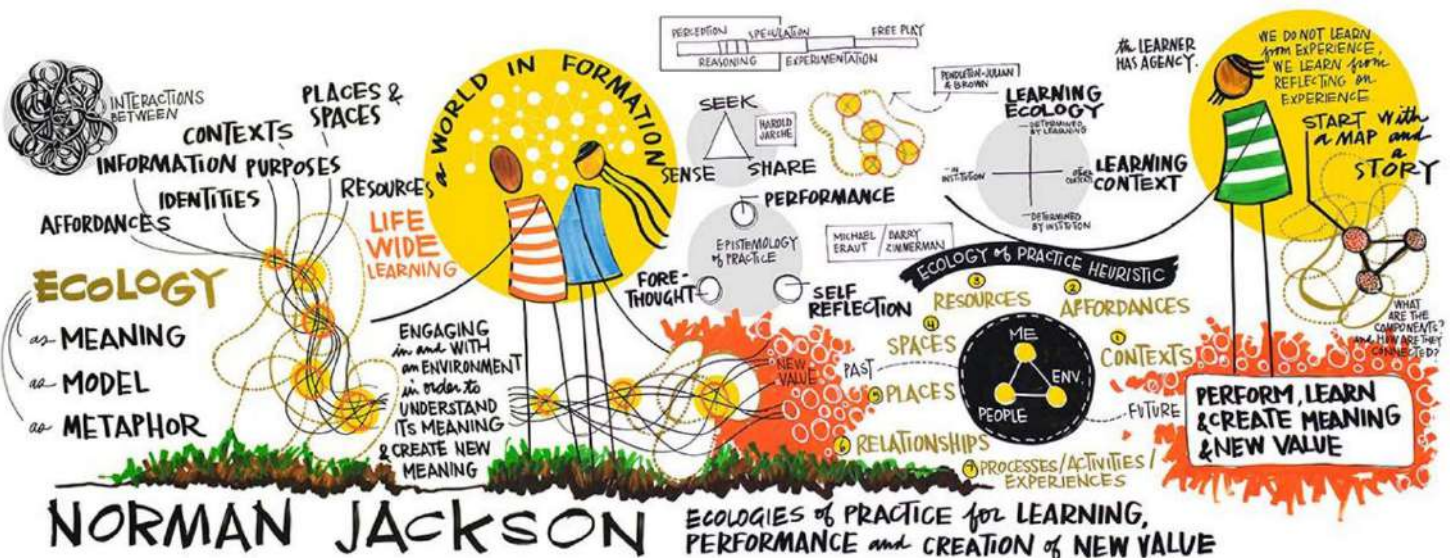 INTERACTIONS
BETWEEN
PLACES &
SPACES
CONTEXTS
INFORMATION
PURPOSES
IDENTITIES
RESOURCES
AFFORDANCES
ECOLOGY
as MEANING
as MODEL
as METAPHOR
LIFE
WIDE
LEARNING
a WORLD IN FORMATION
ENGAGING
in and WITH
an ENVIRONMENT
in order to
UNDERSTAND
ITS MEANING
& CREATE NEW
MEANING
PERCEPTION
SPECULATION
FREE PLAY
REASONING
EXPERIMENTATION
PENDLETON-JULIAN
& BROWN
SEEK
SENSE
SHARE
HAROLD
JARCHE
PERFORMANCE
EPISTEMOLOGY
of PRACTICE
FORE-
THOUGHT
SELF
REFLECTION
MICHAEL
ERAUT
/
BARRY
ZIMMERMAN
NEW
VALUE
LEARNING
ECOLOGY
DETERMINED
BY LEARNING
IN
INSTITUTION
OTHER
CONTEXTS
LEARNING
CONTEXT
DETERMINED
BY INSTITUTION
ECOLOGY of PRACTICE HEURISTIC
3
RESOURCES
2
AFFORDANCES
4
SPACES
1
CONTEXTS
PAST
5
PLACES
ME
ENV.
PEOPLE
FUTURE
6 RELATIONSHIPS
7 PROCESSES/ACTIVITIES/
EXPERIENCES
the LEARNER
HAS AGENCY.
WE DO NOT LEARN
from EXPERIENCE,
WE LEARN from
REFLECTING on
EXPERIENCE.
START with
a MAP and
a
STORY
WHAT
ARE THE
COMPONENTS?
and HOW ARE THEY
CONNECTED?
PERFORM, LEARN
& CREATE MEANING
& NEW VALUE
NORMAN JACKSON
ECOLOGIES of PRACTICE for LEARNING,
PERFORMANCE and CREATION of NEW VALUE